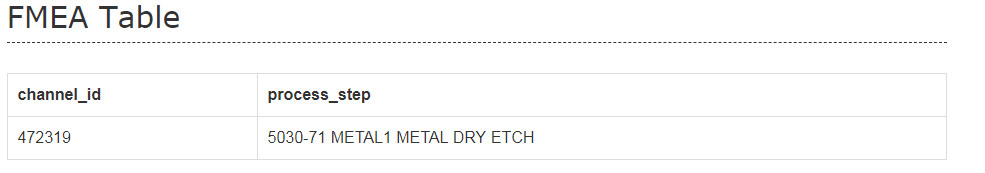 FMEA Table
channel_id process_step
472319 5030-71 METAL1 METAL DRY ETCH